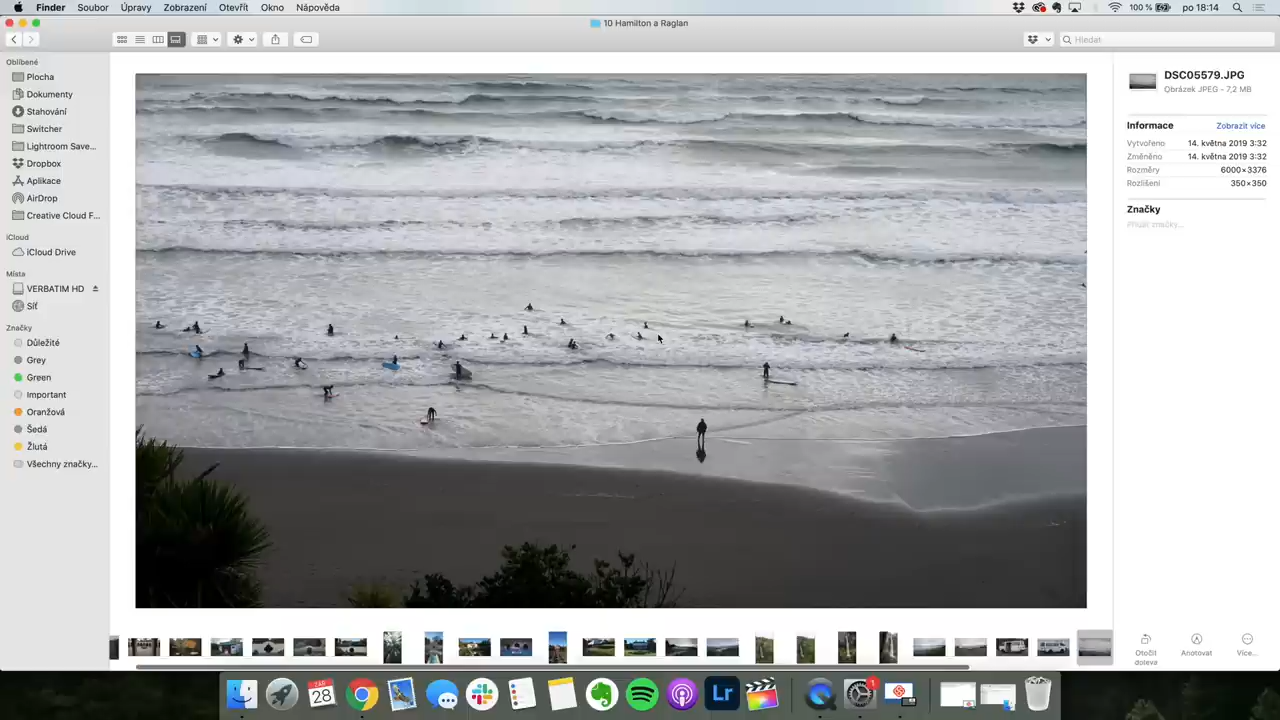 Finder Soubor Úpravy Zobrazení Otevřít Okno Nápověda 100 % po 18:14
10 Hamilton a Raglan
Hledat
Oblíbené
Plocha
Dokumenty
Stahování
Switcher
Lightroom Save...
Dropbox
Aplikace
AirDrop
Creative Cloud F...
iCloud
iCloud Drive
Místa
VERBATIM HD
Síť
Značky
Důležité
Grey
Green
Important
Oranžová
Šedá
Žlutá
Všechny značky...
DSC05579.JPG
Obrázek JPEG – 7,2 MB
Informace Zobrazit více
Vytvořeno 14. května 2019 3:32
Změněno 14. května 2019 3:32
Rozměry 6000×3376
Rozlišení 350×350
Značky
Přidat značky...
Otočit doleva
Anotovat
Více...
ZÁŘ
28
Lr
1